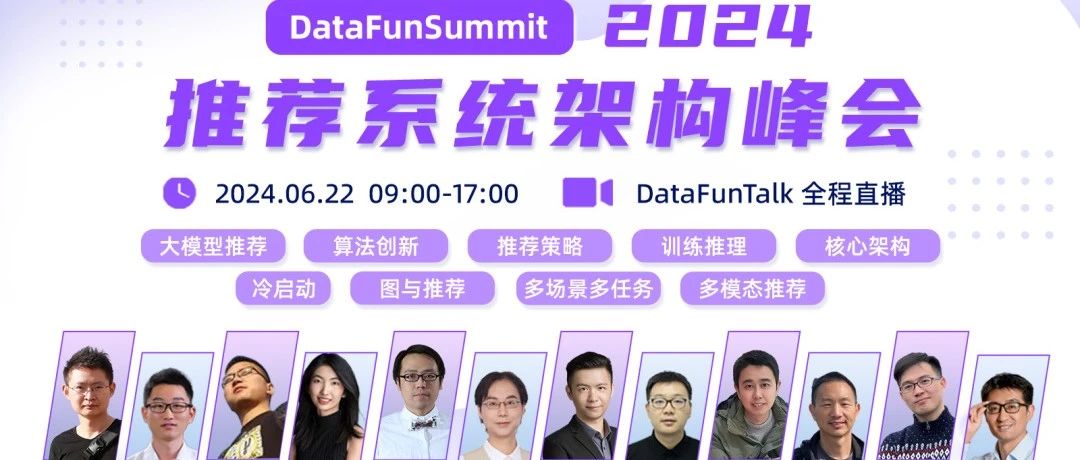 DataFunSummit 2024
推荐系统架构峰会
2024.06.22 09:00-17:00 DataFunTalk 全程直播
大模型推荐 算法创新 推荐策略 训练推理 核心架构
冷启动 图与推荐 多场景多任务 多模态推荐